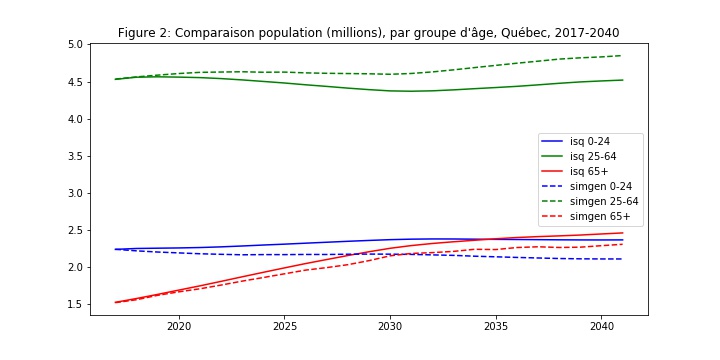 Figure 2: Comparaison population (millions), par groupe d'âge, Québec, 2017-2040
5.0
4.5
4.0
3.5
3.0
2.5
2.0
1.5
isq 0-24
isq 25-64
isq 65+
simgen 0-24
simgen 25-64
simgen 65+
2020 2025 2030 2035 2040